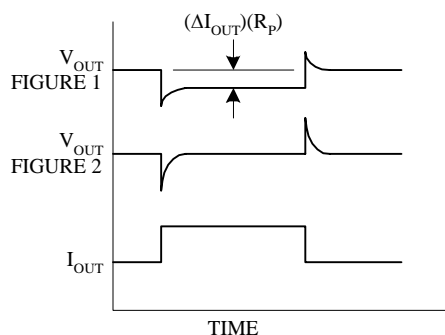 (ΔI_OUT)(R_P)
V_OUT
FIGURE 1
V_OUT
FIGURE 2
I_OUT
TIME